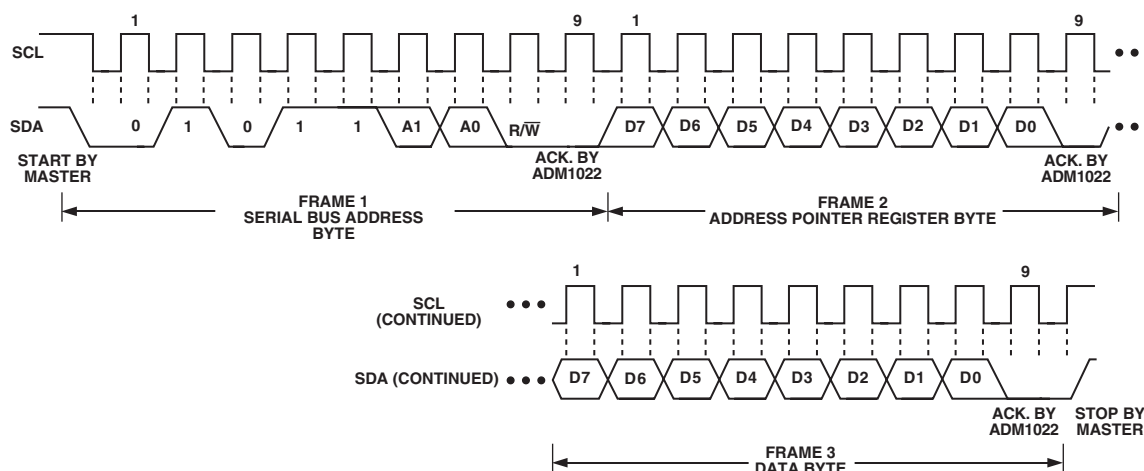 1 9 1 9
SCL
SDA 0 1 0 1 1 A1 A0 R/W D7 D6 D5 D4 D3 D2 D1 D0
START BY
MASTER
ACK. BY
ADM1022
ACK. BY
ADM1022
FRAME 1
SERIAL BUS ADDRESS
BYTE
FRAME 2
ADDRESS POINTER REGISTER BYTE
1 9
SCL
(CONTINUED)
SDA (CONTINUED) D7 D6 D5 D4 D3 D2 D1 D0
ACK. BY
ADM1022
STOP BY
MASTER
FRAME 3
DATA BYTE